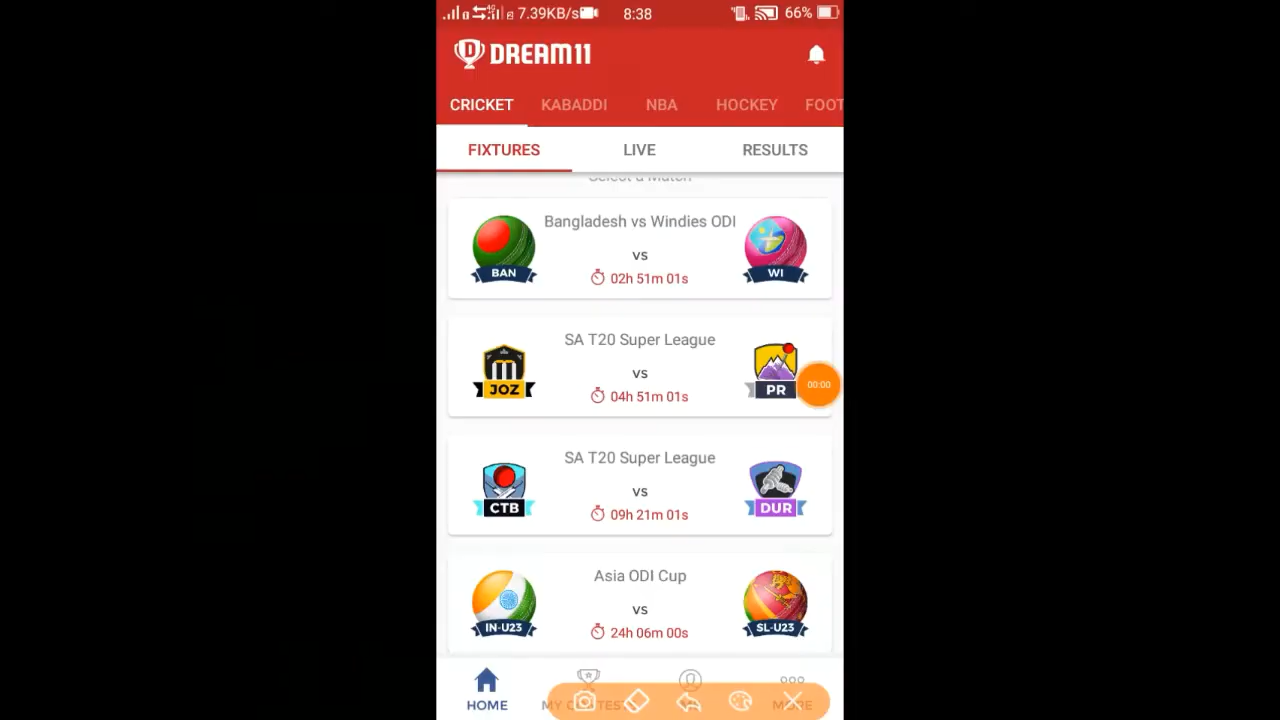 7.39KB/s 8:38 66%
DREAM11
CRICKET KABADDI NBA HOCKEY FOOT
FIXTURES LIVE RESULTS
Select a Match
Bangladesh vs Windies ODI
BAN vs WI
02h 51m 01s
SA T20 Super League
JOZ vs PR
04h 51m 01s
00:00
SA T20 Super League
CTB vs DUR
09h 21m 01s
Asia ODI Cup
IN-U23 vs SL-U23
24h 06m 00s
HOME MORE